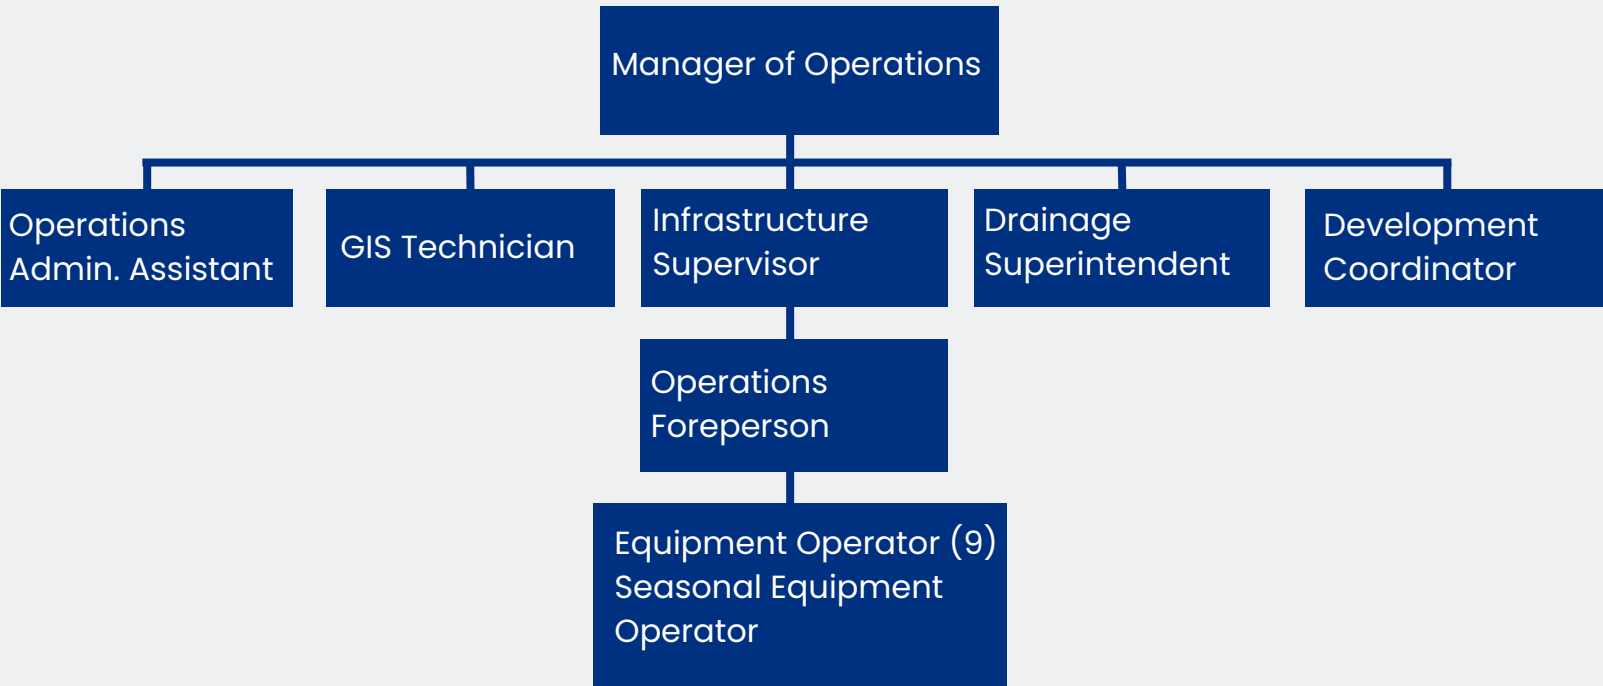 Manager of Operations
Operations
Admin. Assistant
GIS Technician
Infrastructure
Supervisor
Drainage
Superintendent
Development
Coordinator
Operations
Foreperson
Equipment Operator (9)
Seasonal Equipment
Operator